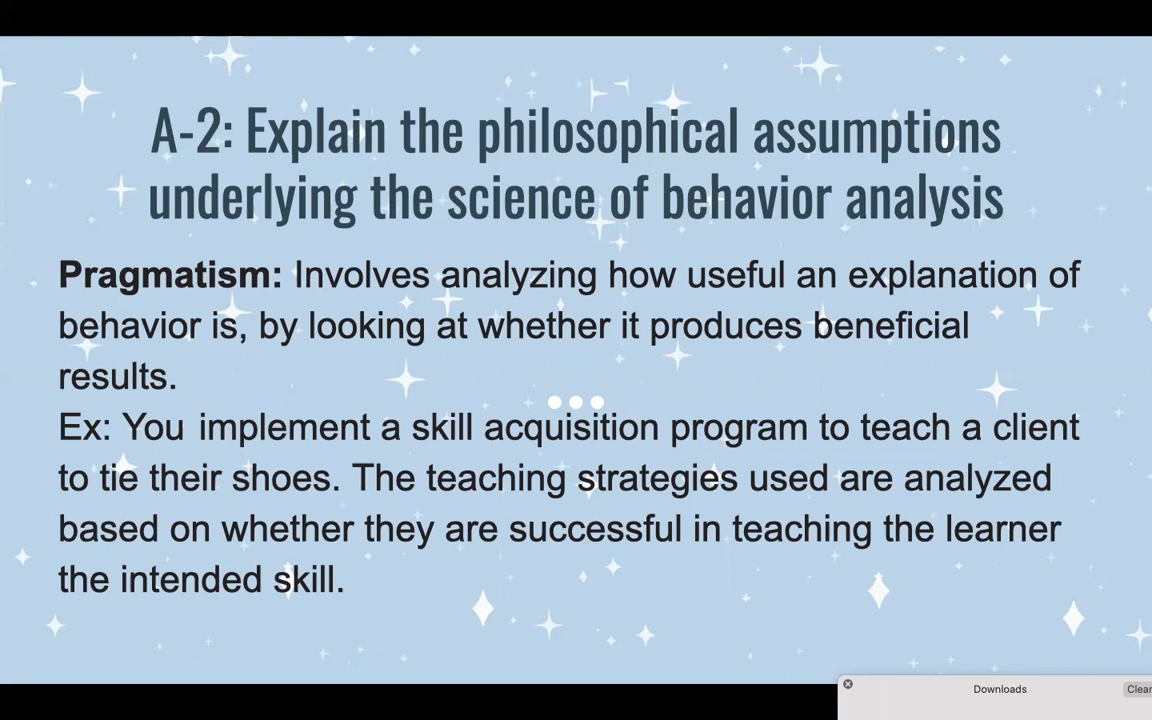 A-2: Explain the philosophical assumptions
underlying the science of behavior analysis
Pragmatism: Involves analyzing how useful an explanation of
behavior is, by looking at whether it produces beneficial
results.
Ex: You implement a skill acquisition program to teach a client
to tie their shoes. The teaching strategies used are analyzed
based on whether they are successful in teaching the learner
the intended skill.
Downloads
Clear